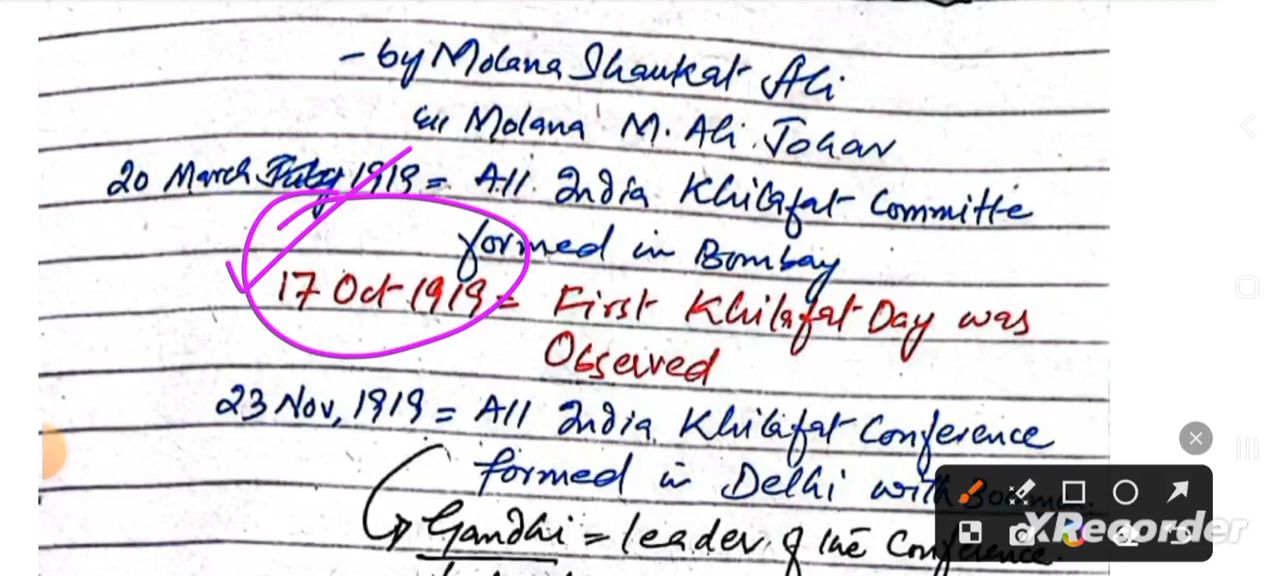 - by Molana Shaukat Ali
Molana M. Ali Johar
20 March 1919 = All India Khilafat Committe
formed in Bombay
17 Oct 1919 = First Khilafat Day was
Observed
23 Nov, 1919 = All India Khilafat Conference
formed in Delhi with
Gandhi = leader of the Conference.
XRecorder